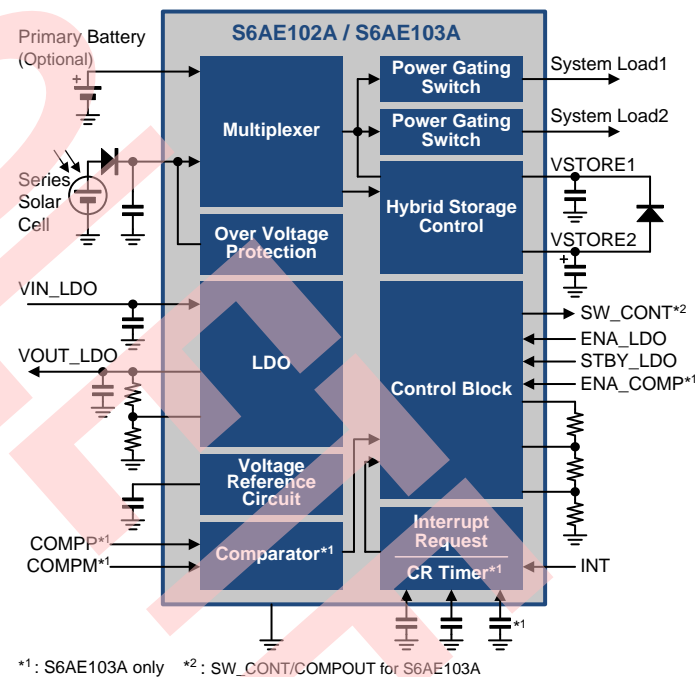 S6AE102A / S6AE103A
Primary Battery
(Optional)
+
Multiplexer
Power Gating
Switch
System Load1
Power Gating
Switch
System Load2
Series
Solar
Cell
Hybrid Storage
Control
VSTORE1
VSTORE2
+
Over Voltage
Protection
VIN_LDO
VOUT_LDO
LDO
Control Block
SW_CONT*2
ENA_LDO
STBY_LDO
ENA_COMP*1
Voltage
Reference
Circuit
COMPP*1
COMPM*1
Comparator*1
Interrupt
Request
CR Timer*1
INT
*1
*1 : S6AE103A only *2 : SW_CONT/COMPOUT for S6AE103A